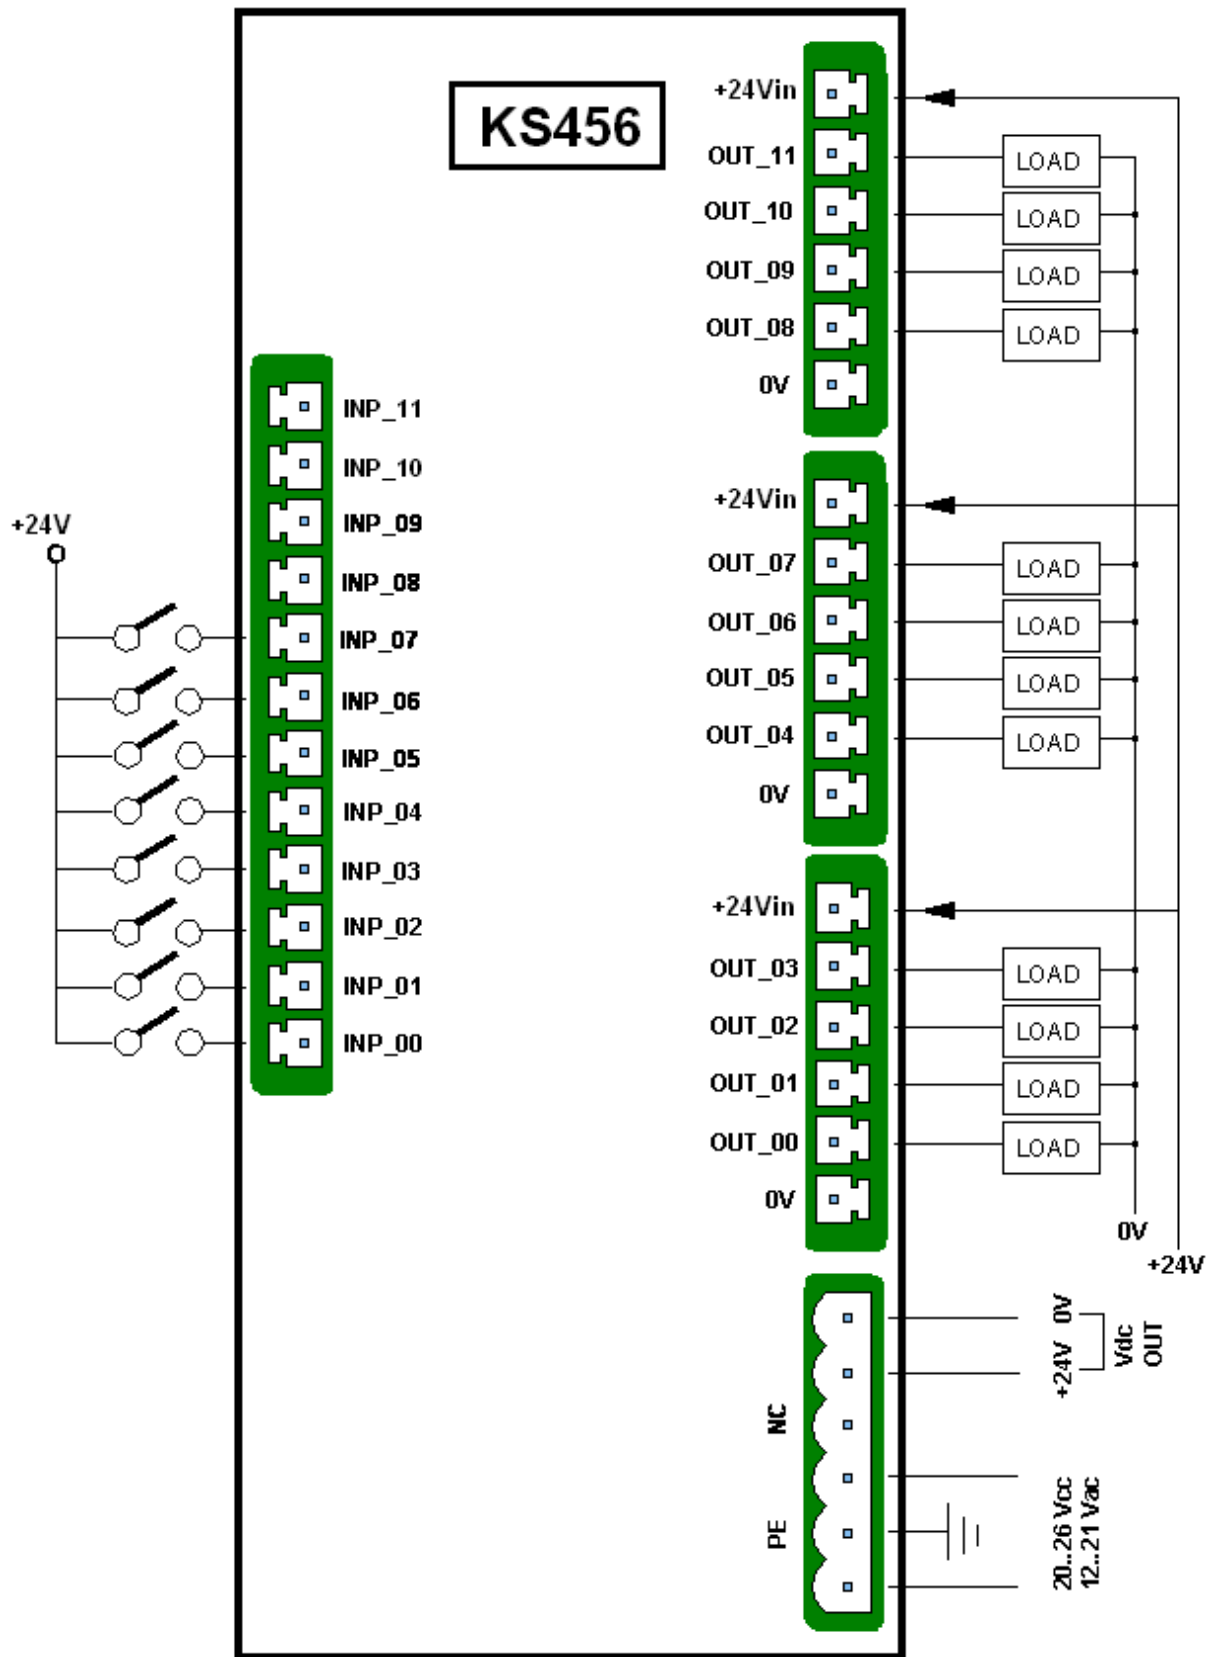 KS456
+24Vin
OUT_11
LOAD
OUT_10
LOAD
OUT_09
LOAD
OUT_08
LOAD
0V
+24V
INP_11
INP_10
INP_09
INP_08
INP_07
INP_06
INP_05
INP_04
INP_03
INP_02
INP_01
INP_00
+24Vin
OUT_07
LOAD
OUT_06
LOAD
OUT_05
LOAD
OUT_04
LOAD
0V
+24Vin
OUT_03
LOAD
OUT_02
LOAD
OUT_01
LOAD
OUT_00
LOAD
0V
0V
+24V
+24V 0V
Vdc
OUT
NC
PE
20..26 Vcc
12..21 Vac